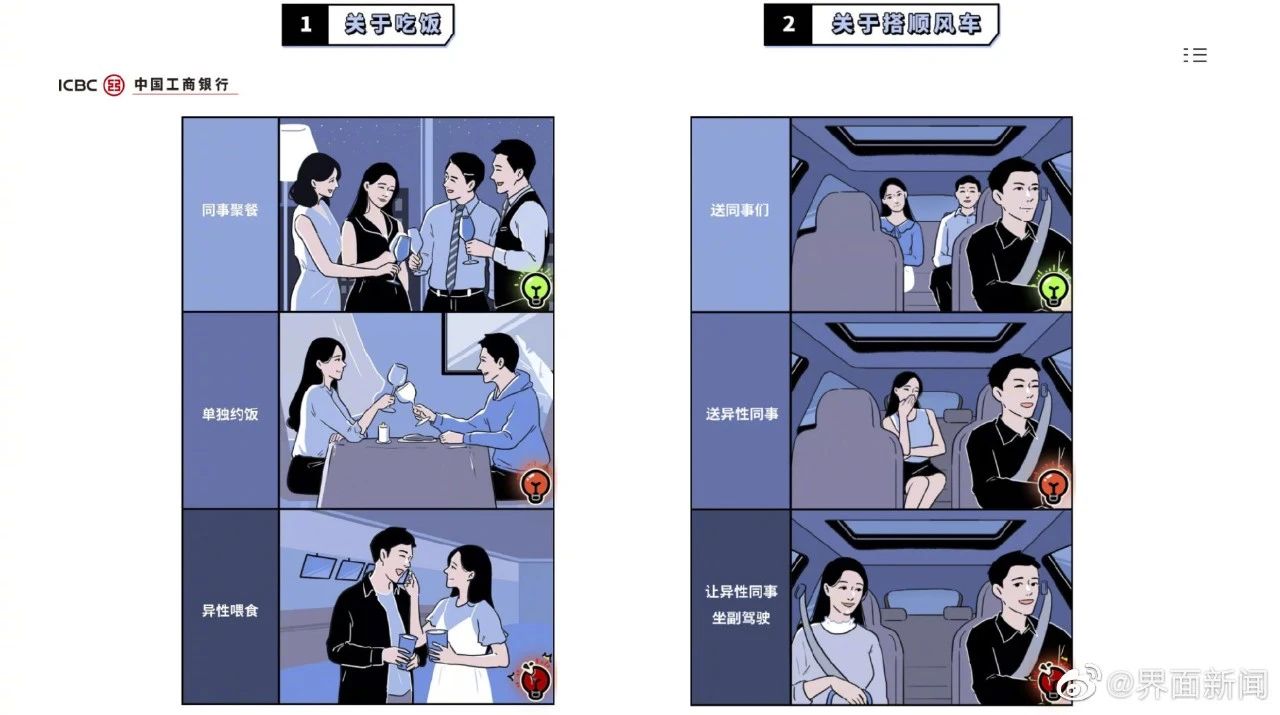 1 关于吃饭
2 关于搭顺风车
ICBC 中国工商银行
同事聚餐
单独约饭
异性喂食
送同事们
送异性同事
让异性同事
坐副驾驶
@界面新闻